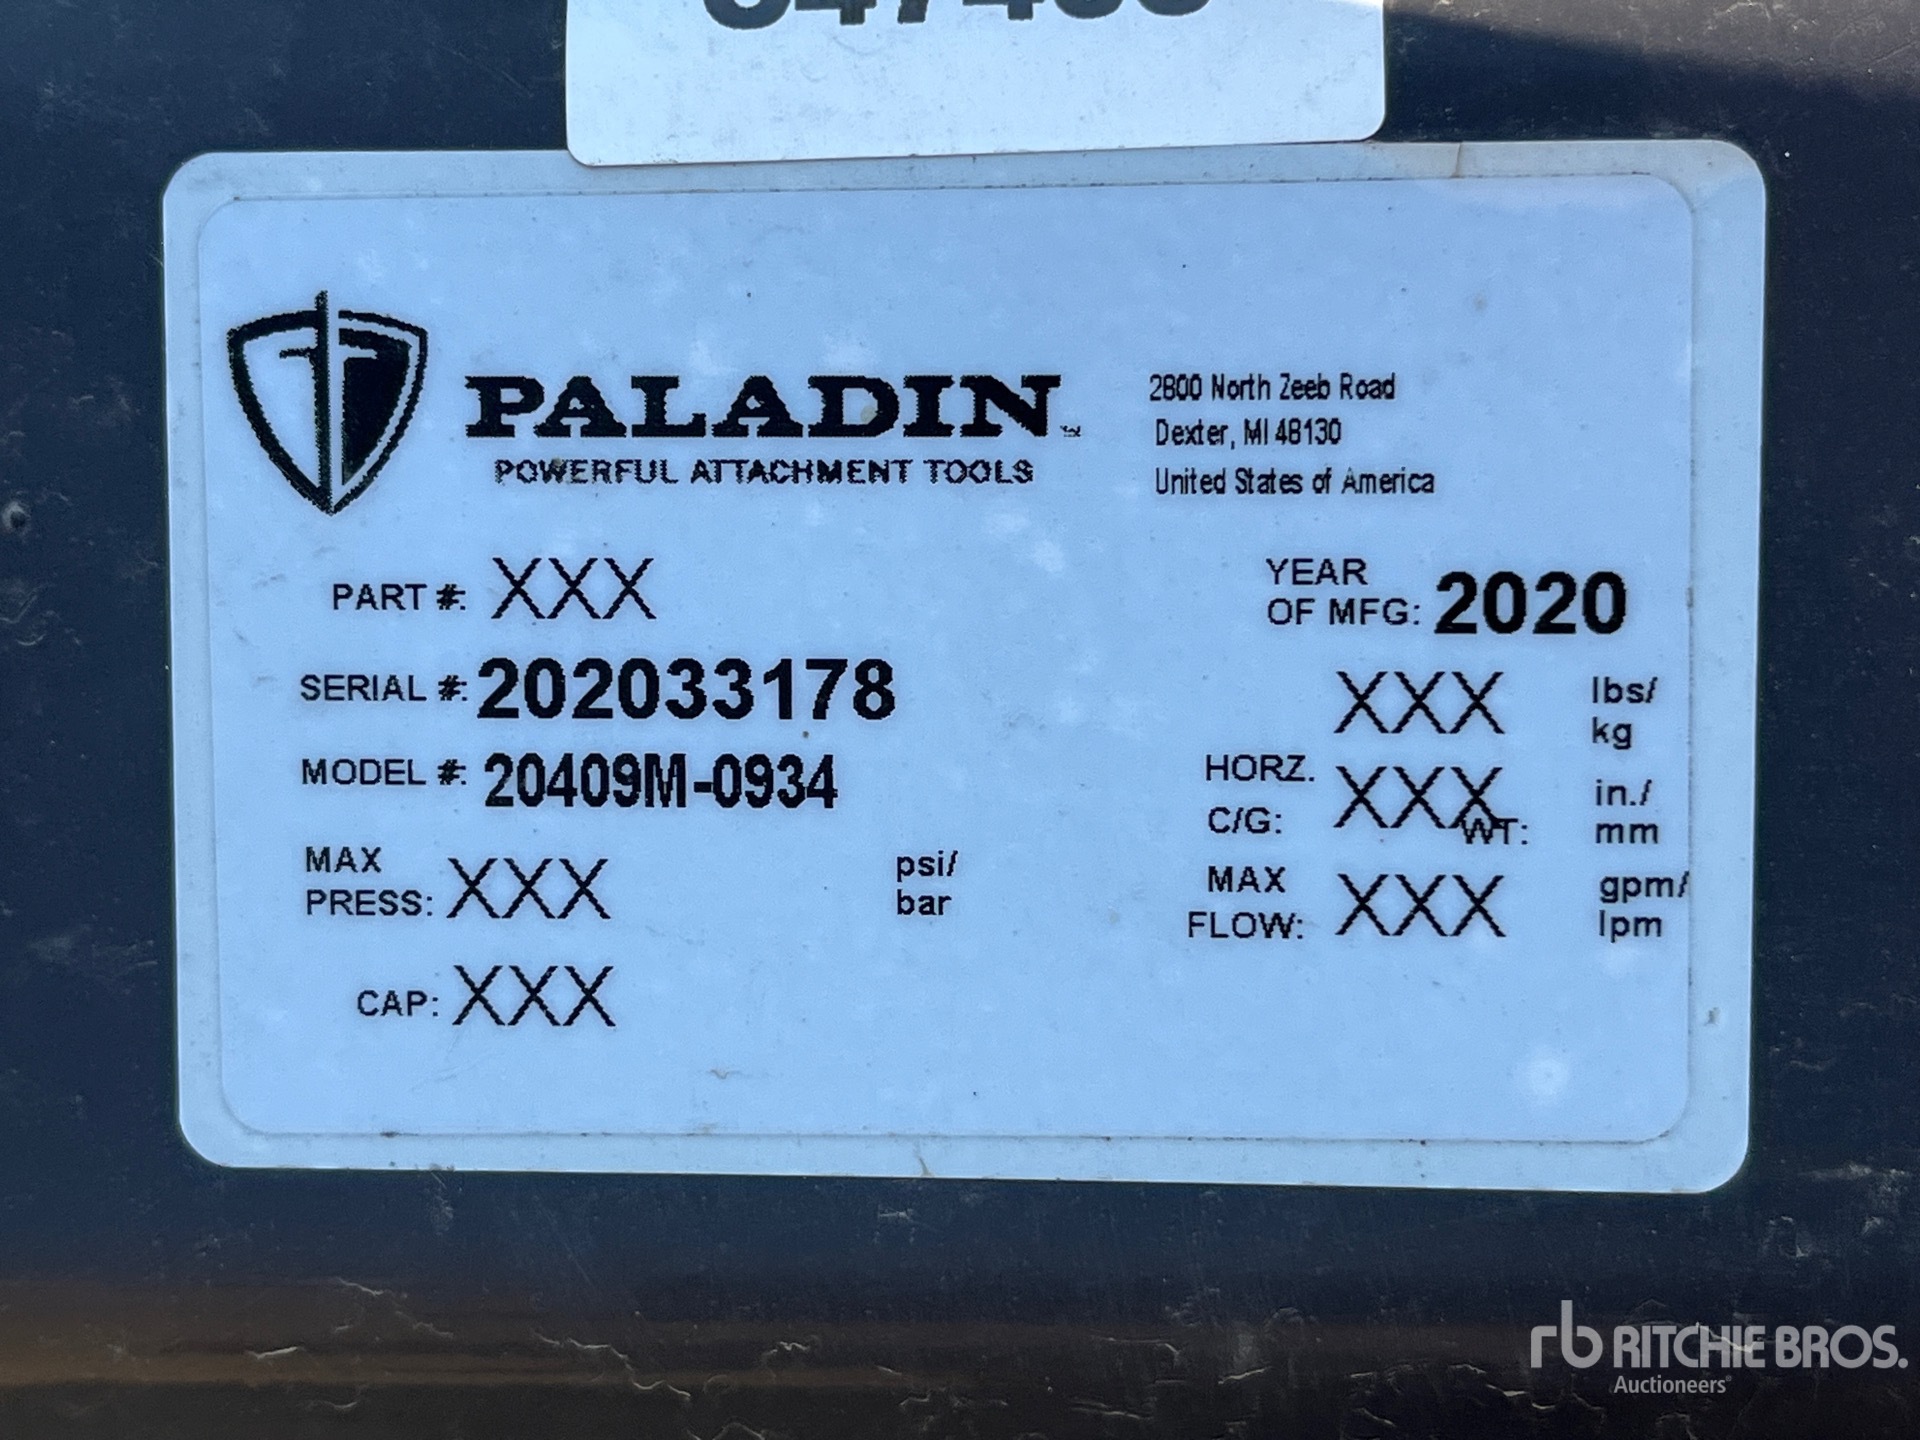 PALADIN™
POWERFUL ATTACHMENT TOOLS
2800 North Zeeb Road
Dexter, MI 48130
United States of America
PART #: XXX
YEAR
OF MFG: 2020
SERIAL #: 202033178
XXX lbs/
kg
MODEL #: 20409M-0934
HORZ.
C/G: XXX in./
WT: mm
MAX
PRESS: XXX psi/
bar
MAX
FLOW: XXX gpm/
lpm
CAP: XXX
rb RITCHIE BROS.
Auctioneers®